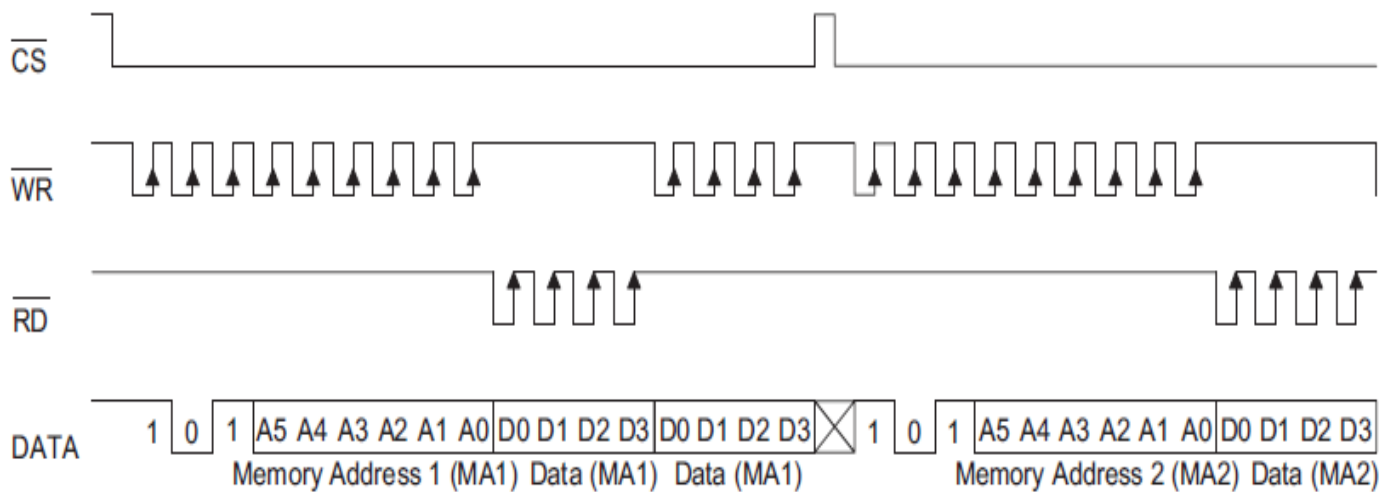 CS
WR
RD
DATA 1 0 1 A5 A4 A3 A2 A1 A0 D0 D1 D2 D3 D0 D1 D2 D3 1 0 1 A5 A4 A3 A2 A1 A0 D0 D1 D2 D3
Memory Address 1 (MA1) Data (MA1) Data (MA1) Memory Address 2 (MA2) Data (MA2)